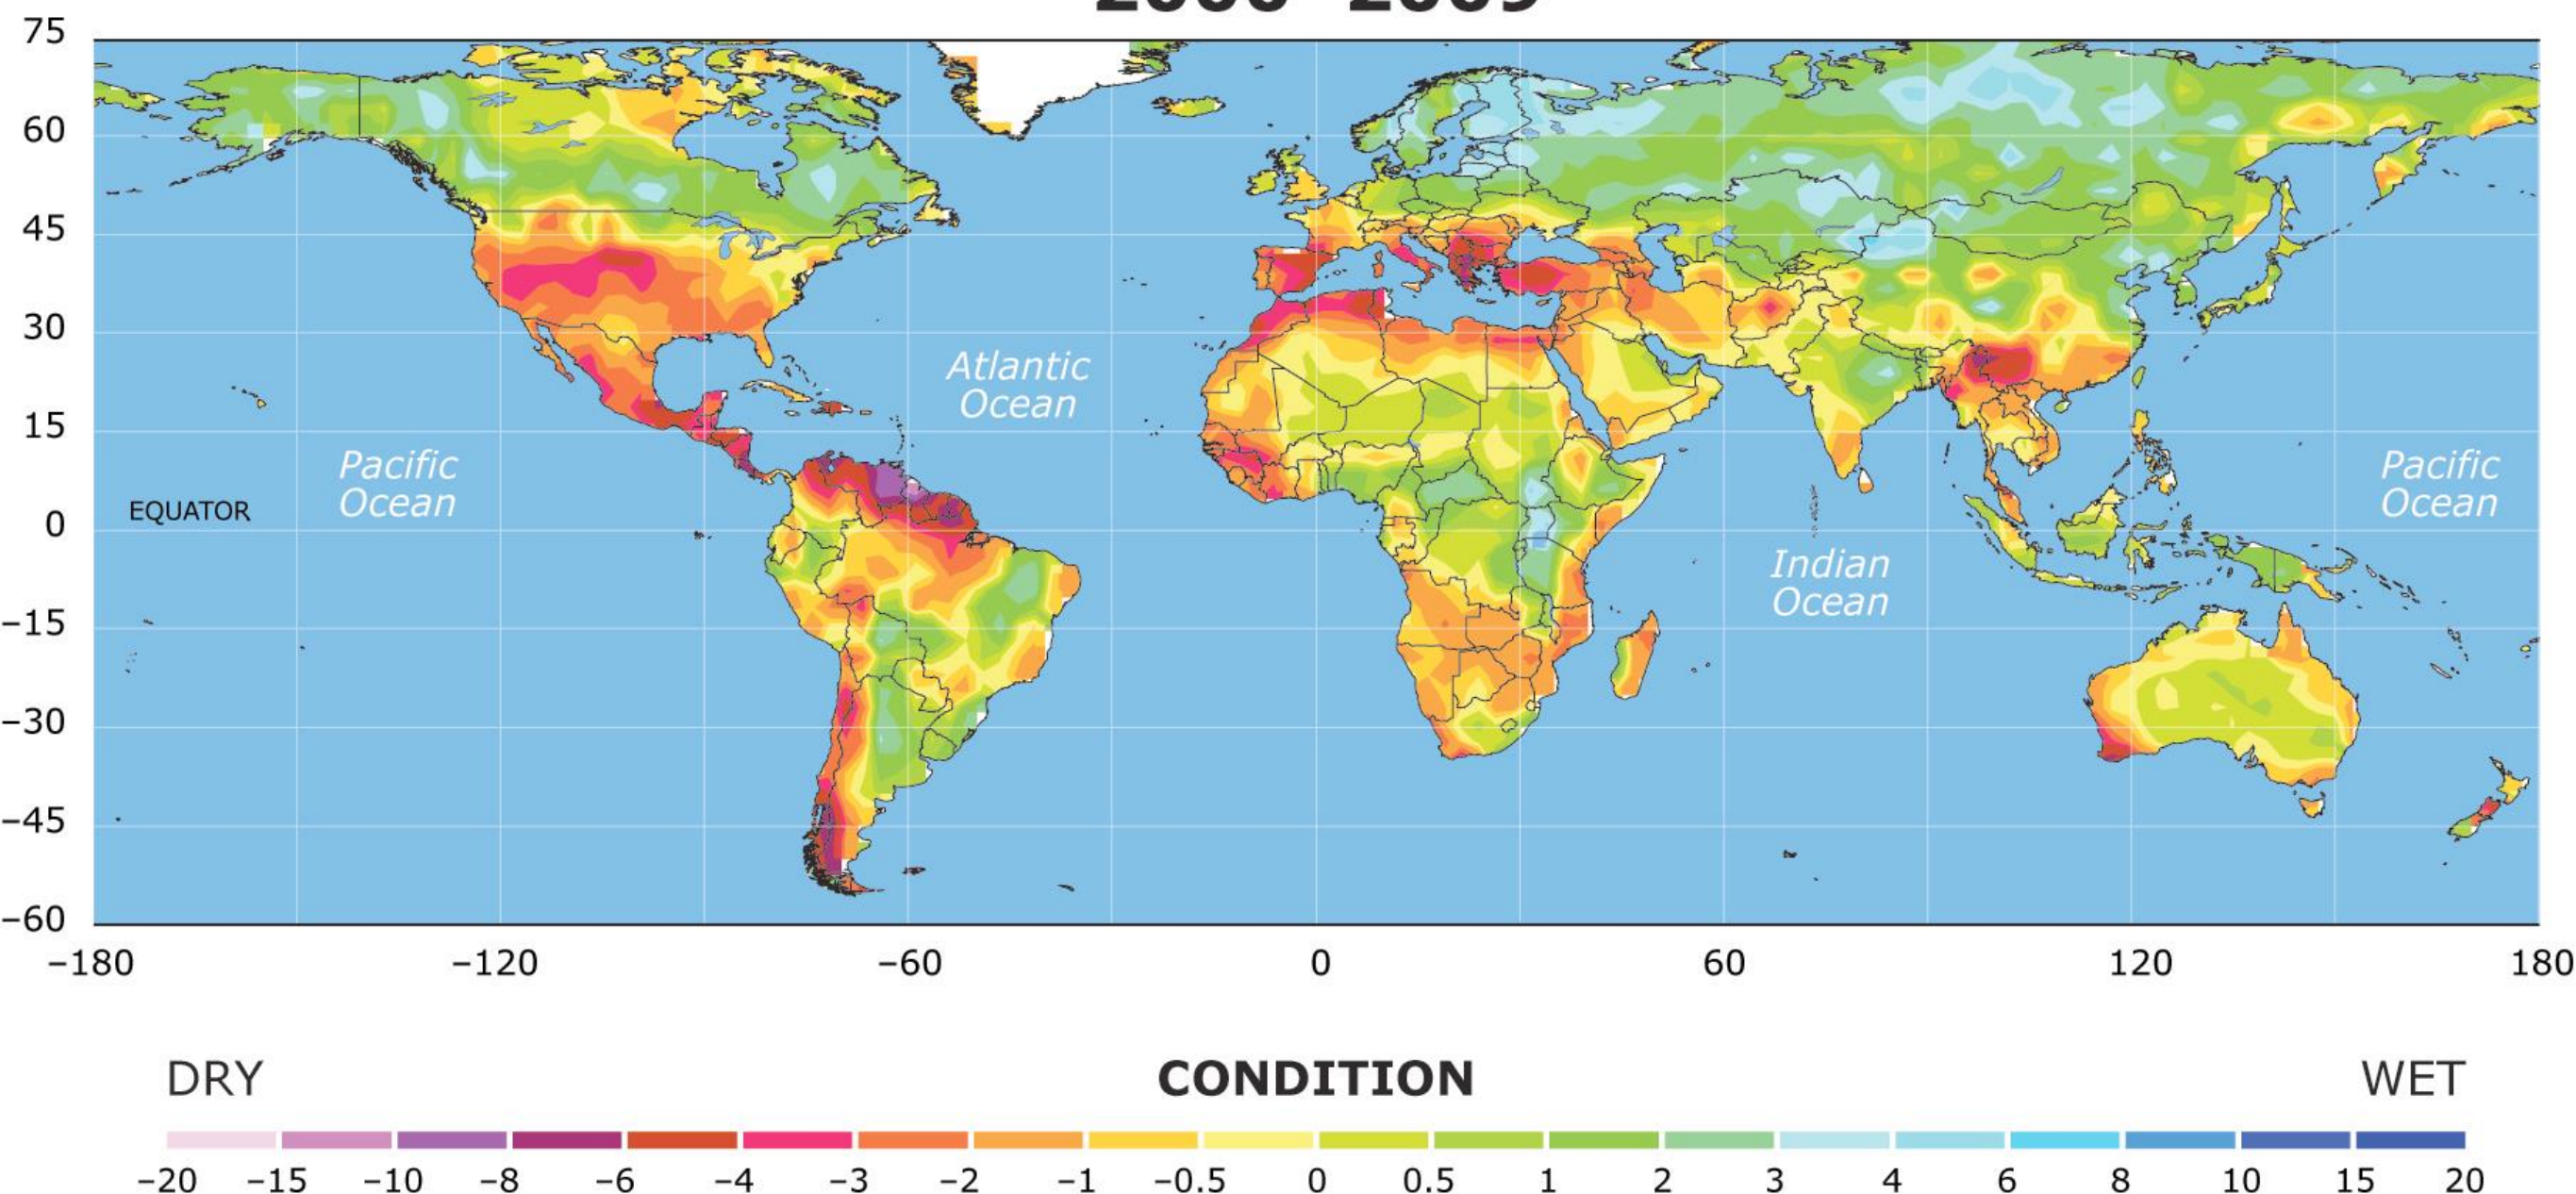 75
60
45
30
15
0
−15
−30
−45
−60
Atlantic
Ocean
Pacific
Ocean
EQUATOR
Pacific
Ocean
Indian
Ocean
−180 −120 −60 0 60 120 180
DRY CONDITION WET
−20 −15 −10 −8 −6 −4 −3 −2 −1 −0.5 0 0.5 1 2 3 4 6 8 10 15 20